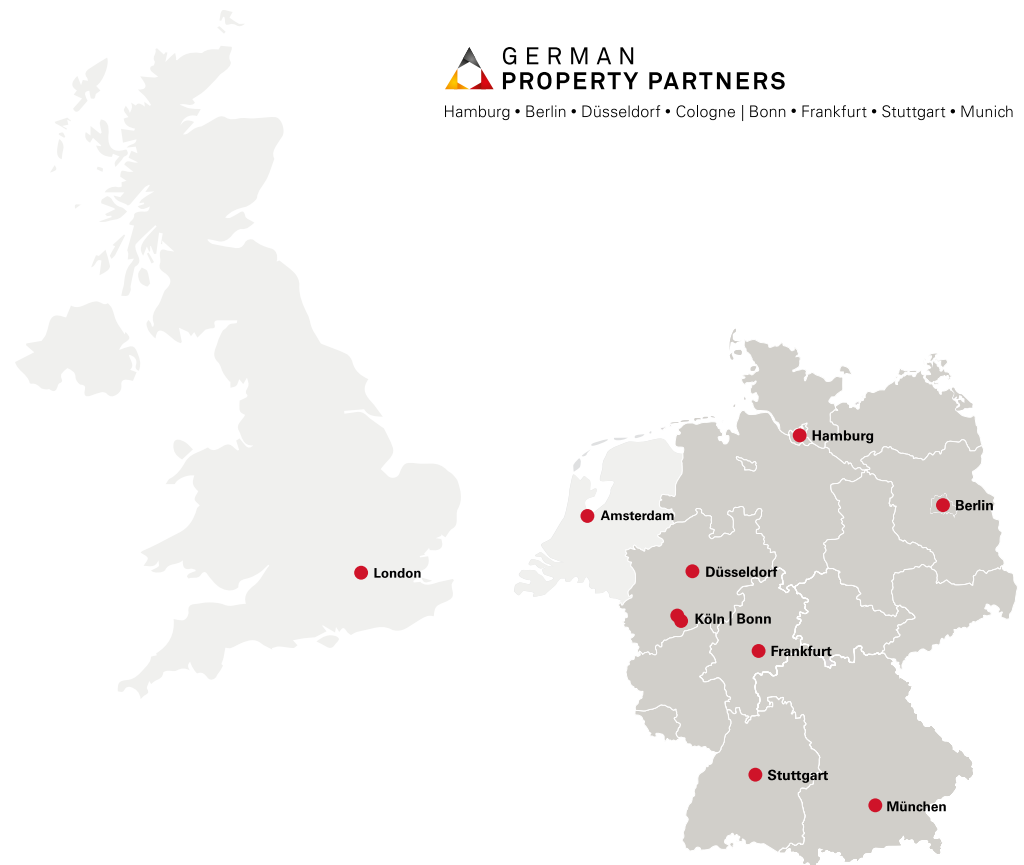 GERMAN
PROPERTY PARTNERS
Hamburg • Berlin • Düsseldorf • Cologne | Bonn • Frankfurt • Stuttgart • Munich
Hamburg
Berlin
Amsterdam
Düsseldorf
London
Köln | Bonn
Frankfurt
Stuttgart
München